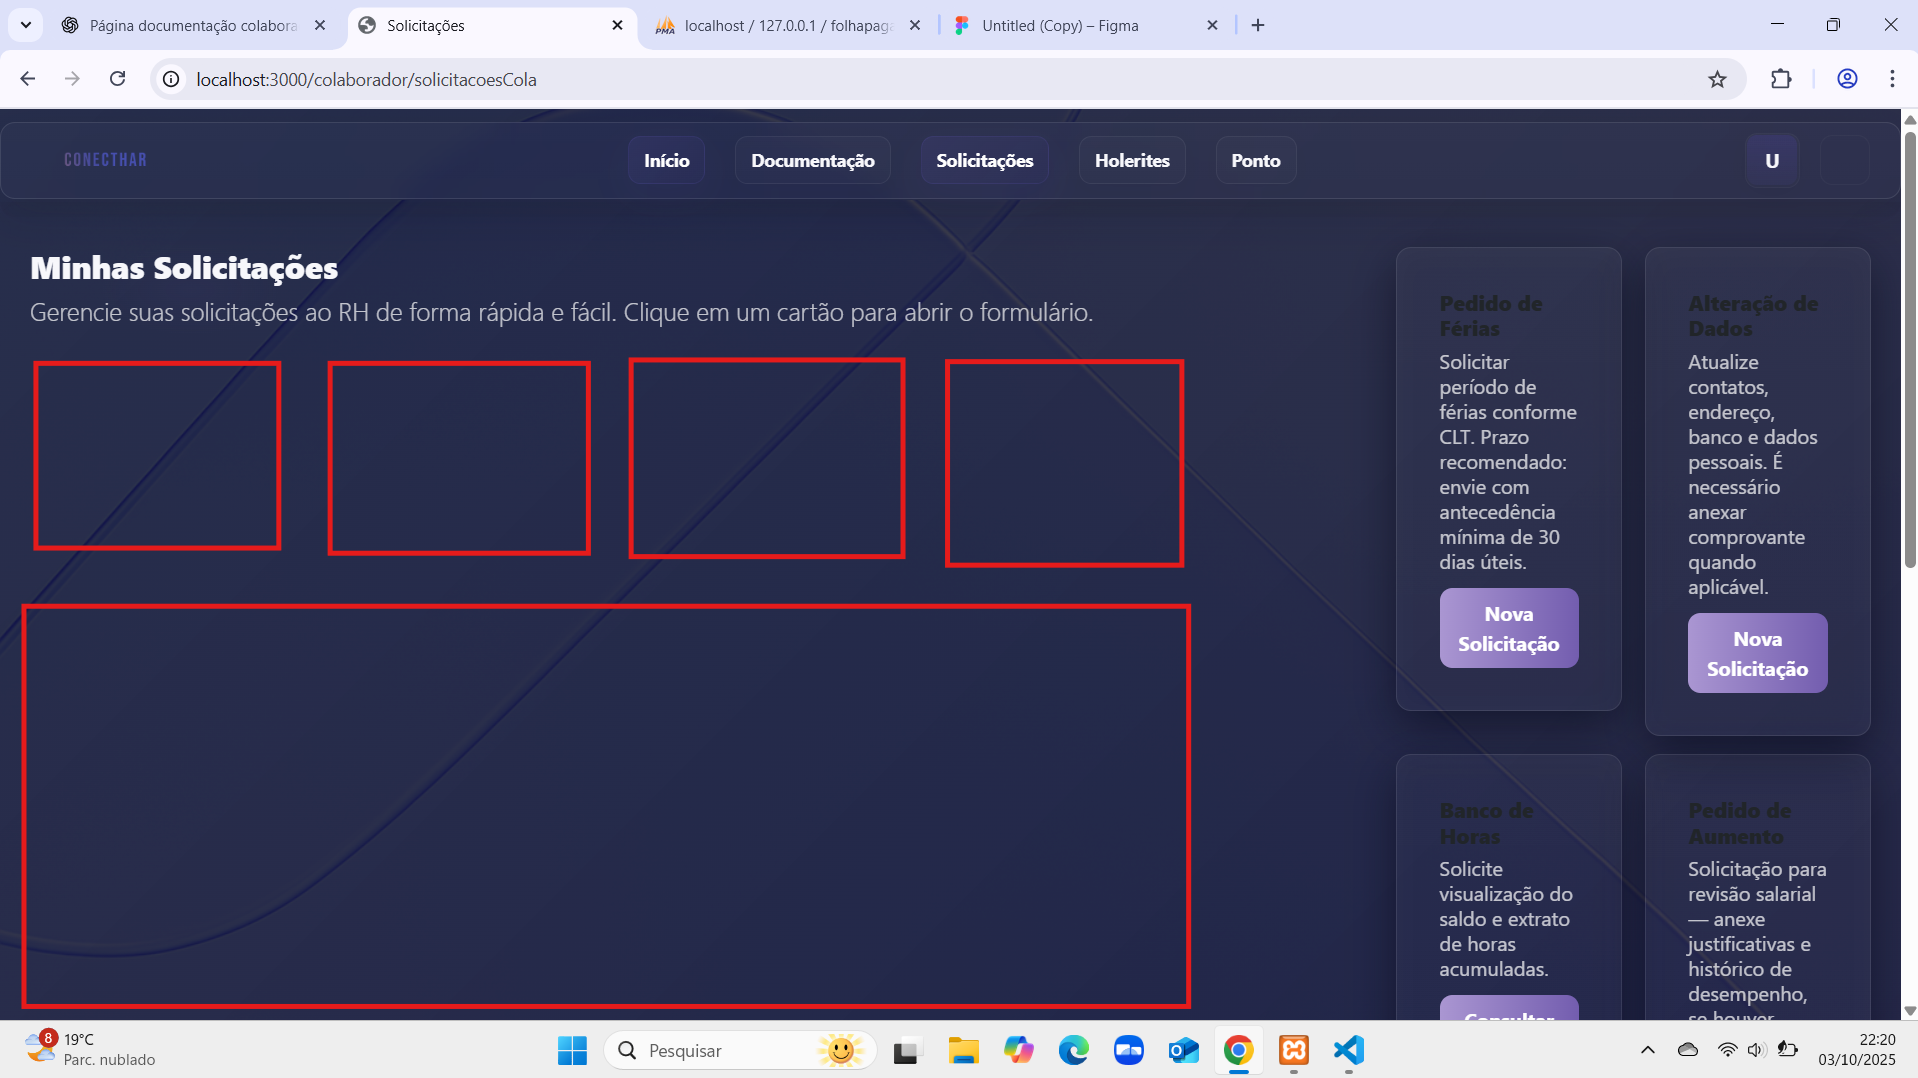 Página documentação colabora
Solicitações
localhost / 127.0.0.1 / folhapaga
Untitled (Copy) – Figma
localhost:3000/colaborador/solicitacoesCola
CONECTHAR
Início
Documentação
Solicitações
Holerites
Ponto
U
Minhas Solicitações
Gerencie suas solicitações ao RH de forma rápida e fácil. Clique em um cartão para abrir o formulário.
Pedido de
Férias
Solicitar
período de
férias conforme
CLT. Prazo
recomendado:
envie com
antecedência
mínima de 30
dias úteis.
Nova
Solicitação
Alteração de
Dados
Atualize
contatos,
endereço,
banco e dados
pessoais. É
necessário
anexar
comprovante
quando
aplicável.
Nova
Solicitação
Banco de
Horas
Solicite
visualização do
saldo e extrato
de horas
acumuladas.
Consultar
Pedido de
Aumento
Solicitação para
revisão salarial
— anexe
justificativas e
histórico de
desempenho,
se houver
8
19°C
Parc. nublado
Pesquisar
22:20
03/10/2025